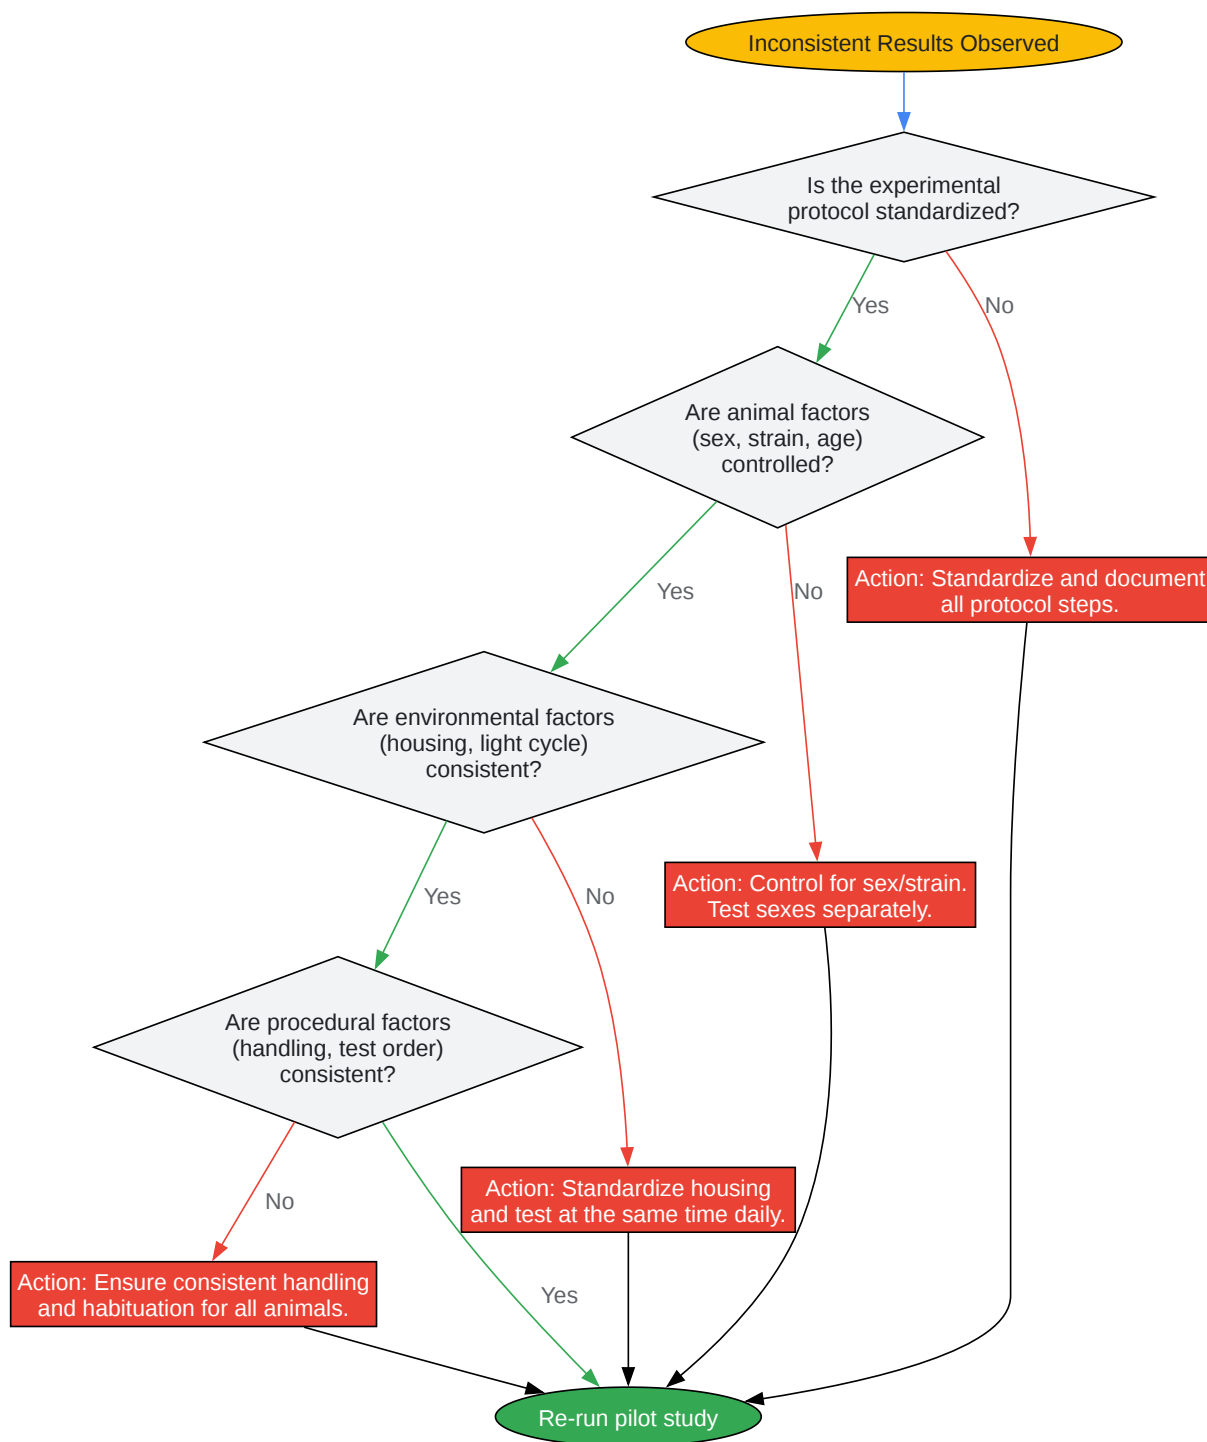 Inconsistent Results Observed
Is the experimental
protocol standardized?
Yes
No
Are animal factors
(sex, strain, age)
controlled?
Action: Standardize and document
all protocol steps.
Yes
No
Are environmental factors
(housing, light cycle)
consistent?
Action: Control for sex/strain.
Test sexes separately.
Yes
No
Are procedural factors
(handling, test order)
consistent?
Action: Standardize housing
and test at the same time daily.
No
Action: Ensure consistent handling
and habituation for all animals.
Yes
Re-run pilot study